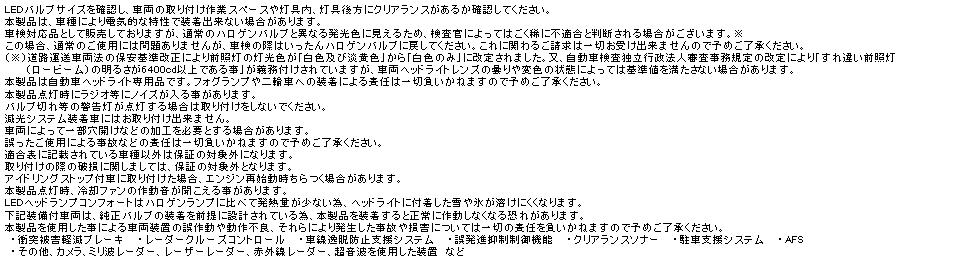 LEDバルブサイズを確認し、車両の取り付け作業スペースや灯具内、灯具後方にクリアランスがあるか確認してください。
本製品は、車種により電気的な特性で装着出来ない場合があります。
車検対応品として販売しておりますが、通常のハロゲンバルブと異なる発光色に見えるため、検査官によってはごく稀に不適合と判断される場合がございます。※
この場合、通常のご使用には問題ありませんが、車検の際はいったんハロゲンバルブに戻してください。これに関わるご請求は一切お受け出来ませんので予めご了承ください。
(※)道路運送車両法の保安基準改正により前照灯の灯光色が「白色及び淡黄色」から「白色のみ」に改定されました。又、自動車検査独立行政法人審査事務規定の改定により「すれ違い前照灯
(ロービーム)の明るさが6400cd以上である事」が義務付けされていますが、車両ヘッドライトレンズの曇りや変色の状態によっては基準値を満たさない場合があります。
本製品は自動車ヘッドライト専用品です。フォグランプや二輪車への装着による責任は一切負いかねますので予めご了承ください。
本製品点灯時にラジオ等にノイズが入る事があります。
バルブ切れ等の警告灯が点灯する場合は取り付けをしないでください。
減光システム装着車にはお取り付け出来ません。
車両によって一部穴開けなどの加工を必要とする場合があります。
誤ったご使用による事故などの責任は一切負いかねますので予めご了承ください。
適合表に記載されている車種以外は保証の対象外になります。
取り付けの際の破損に関しましては、保証の対象外となります。
アイドリングストップ付車に取り付けた場合、エンジン再始動時ちらつく場合があります。
本製品点灯時、冷却ファンの作動音が聞こえる事があります。
LEDヘッドランプコンフォートはハロゲンランプに比べて発熱量が少ない為、ヘッドライトに付着した雪や氷が溶けにくくなります。
下記装備付車両は、純正バルブの装着を前提に設計されている為、本製品を装着すると正常に作動しなくなる恐れがあります。
本製品を使用した事による車両装置の誤作動や動作不良、それらにより発生した事故や損害については一切の責任を負いかねますので予めご了承ください。
・衝突被害軽減ブレーキ ・レーダークルーズコントロール ・車線逸脱防止支援システム ・誤発進抑制制御機能 ・クリアランスソナー ・駐車支援システム ・AFS
・その他、カメラ、ミリ波レーダー、レーザーレーダー、赤外線レーダー、超音波を使用した装置 など